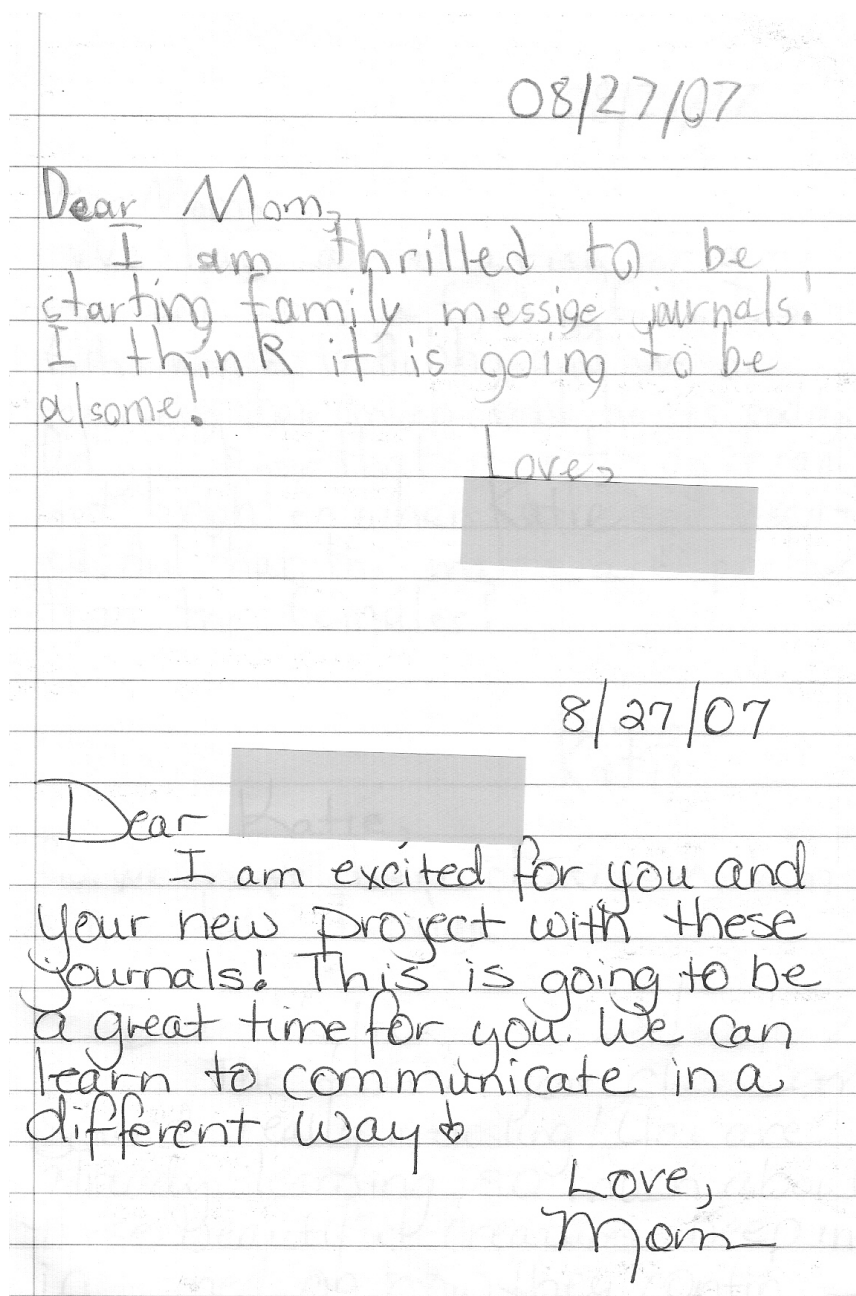 08/27/07
Dear Mom,
I am thrilled to be
starting family messige journals!
I think it is going to be
alsome!
Love,
8/27/07
Dear
I am excited for you and
your new project with these
journals! This is going to be
a great time for you. We can
learn to communicate in a
different way
Love,
Mom